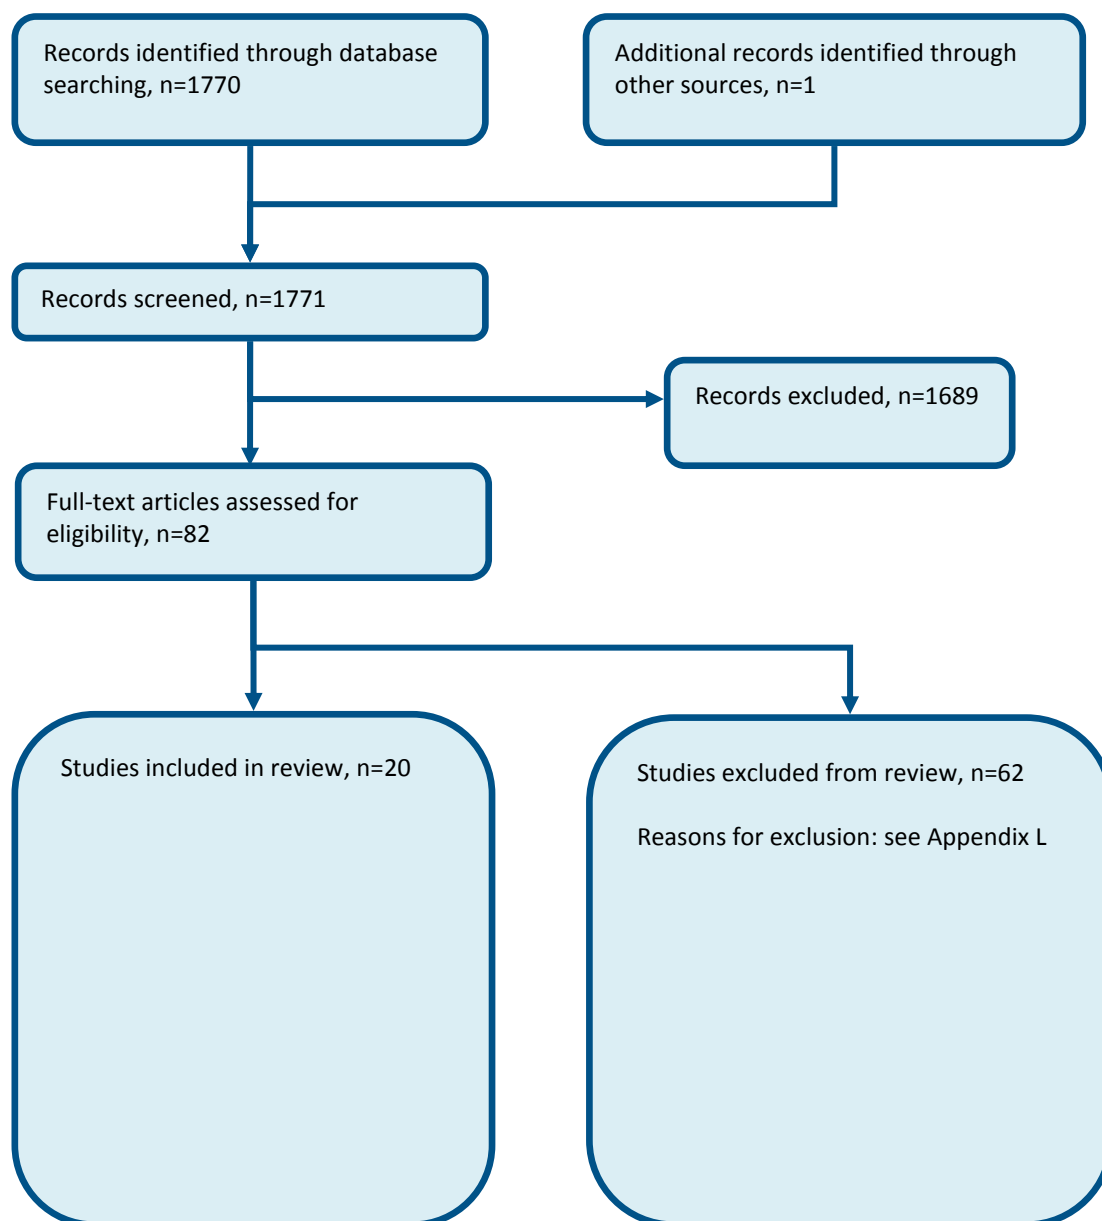 Records identified through database
searching, n=1770
Additional records identified through
other sources, n=1
Records screened, n=1771
Records excluded, n=1689
Full-text articles assessed for
eligibility, n=82
Studies included in review, n=20
Studies excluded from review, n=62
Reasons for exclusion: see Appendix L